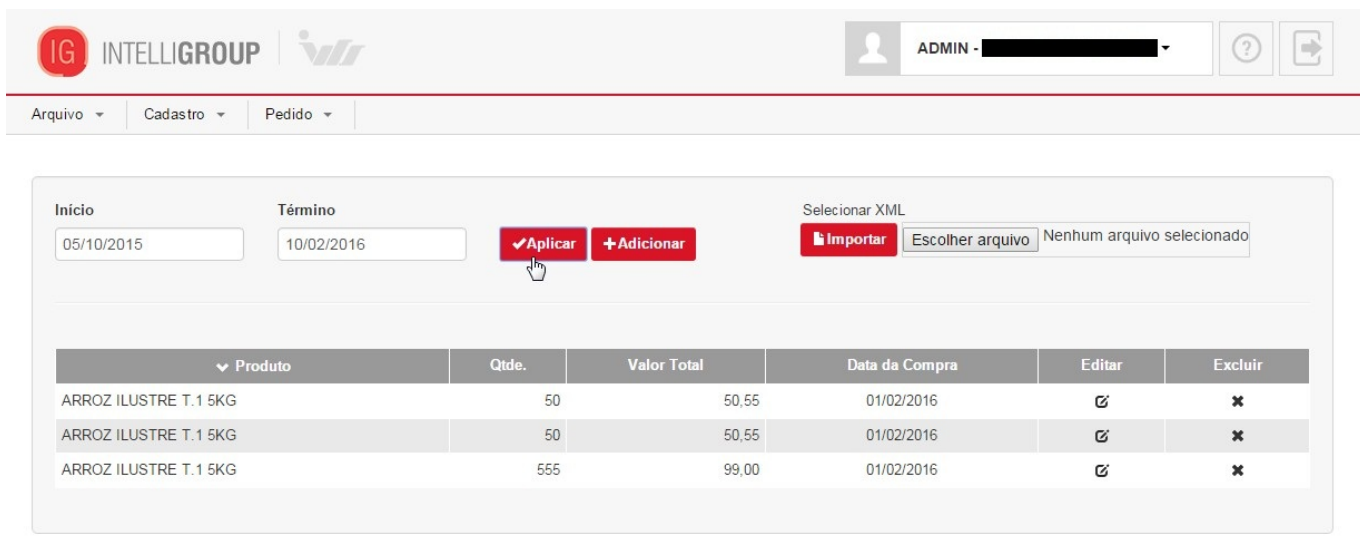 IG INTELLIGROUP
ADMIN -
?
Arquivo Cadastro Pedido
Início Término Selecionar XML
05/10/2015 10/02/2016 Aplicar Adicionar Importar Escolher arquivo Nenhum arquivo selecionado
Produto Qtde. Valor Total Data da Compra Editar Excluir
ARROZ ILUSTRE T.1 5KG 50 50,55 01/02/2016
ARROZ ILUSTRE T.1 5KG 50 50,55 01/02/2016
ARROZ ILUSTRE T.1 5KG 555 99,00 01/02/2016